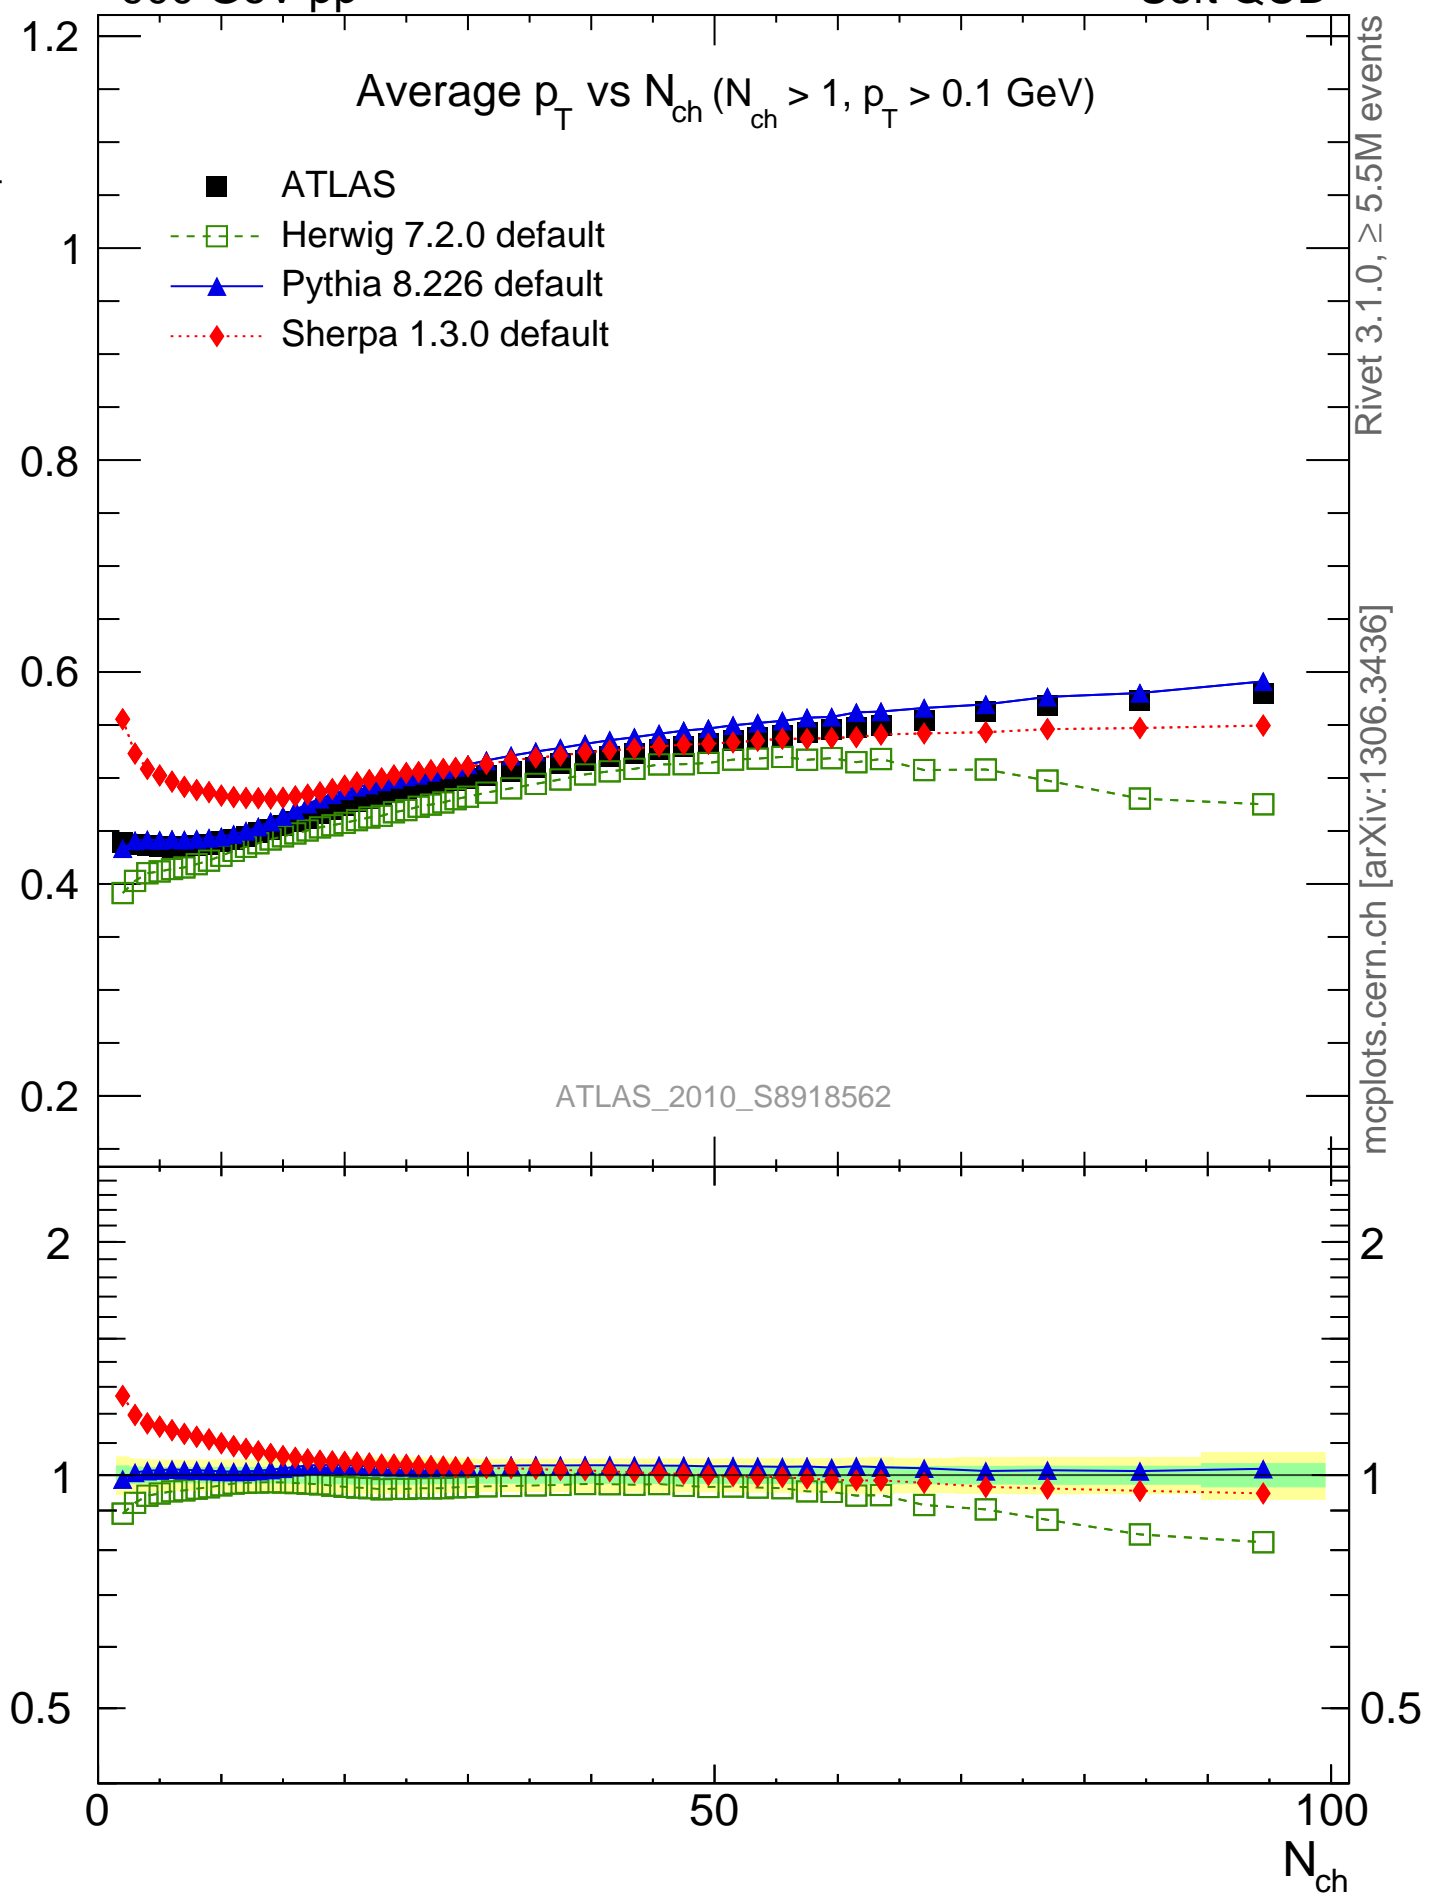 Average p_T vs N_ch (N_ch > 1, p_T > 0.1 GeV)
ATLAS
Herwig 7.2.0 default
Pythia 8.226 default
Sherpa 1.3.0 default
1.2
1
0.8
0.6
0.4
0.2
ATLAS_2010_S8918562
Rivet 3.1.0, ≥ 5.5M events
mcplots.cern.ch [arXiv:1306.3436]
2
1
0.5
2
1
0.5
0
50
100
N_ch